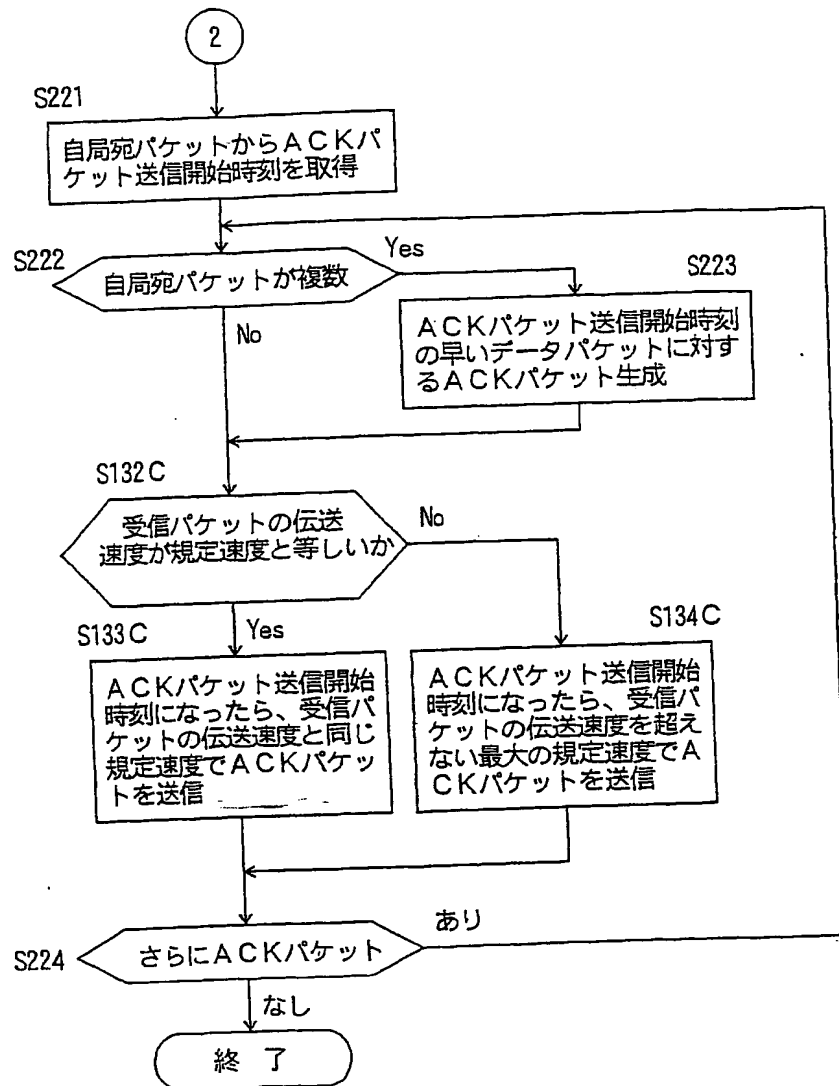 2
S221
自局宛パケットからACKパ
ケット送信開始時刻を取得
S222
自局宛パケットが複数
Yes
No
S223
ACKパケット送信開始時刻
の早いデータパケットに対す
るACKパケット生成
S132C
受信パケットの伝送
速度が規定速度と等しいか
No
Yes
S133C
ACKパケット送信開始
時刻になったら、受信パ
ケットの伝送速度と同じ
規定速度でACKパケッ
トを送信
S134C
ACKパケット送信開始
時刻になったら、受信パ
ケットの伝送速度を超え
ない最大の規定速度でA
CKパケットを送信
S224
さらにACKパケット
あり
なし
終 了